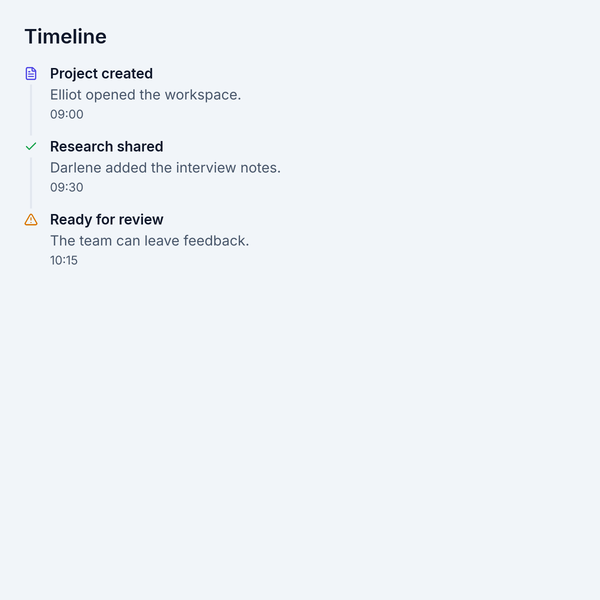 Timeline
Project created
Elliot opened the workspace.
09:00
Research shared
Darlene added the interview notes.
09:30
Ready for review
The team can leave feedback.
10:15